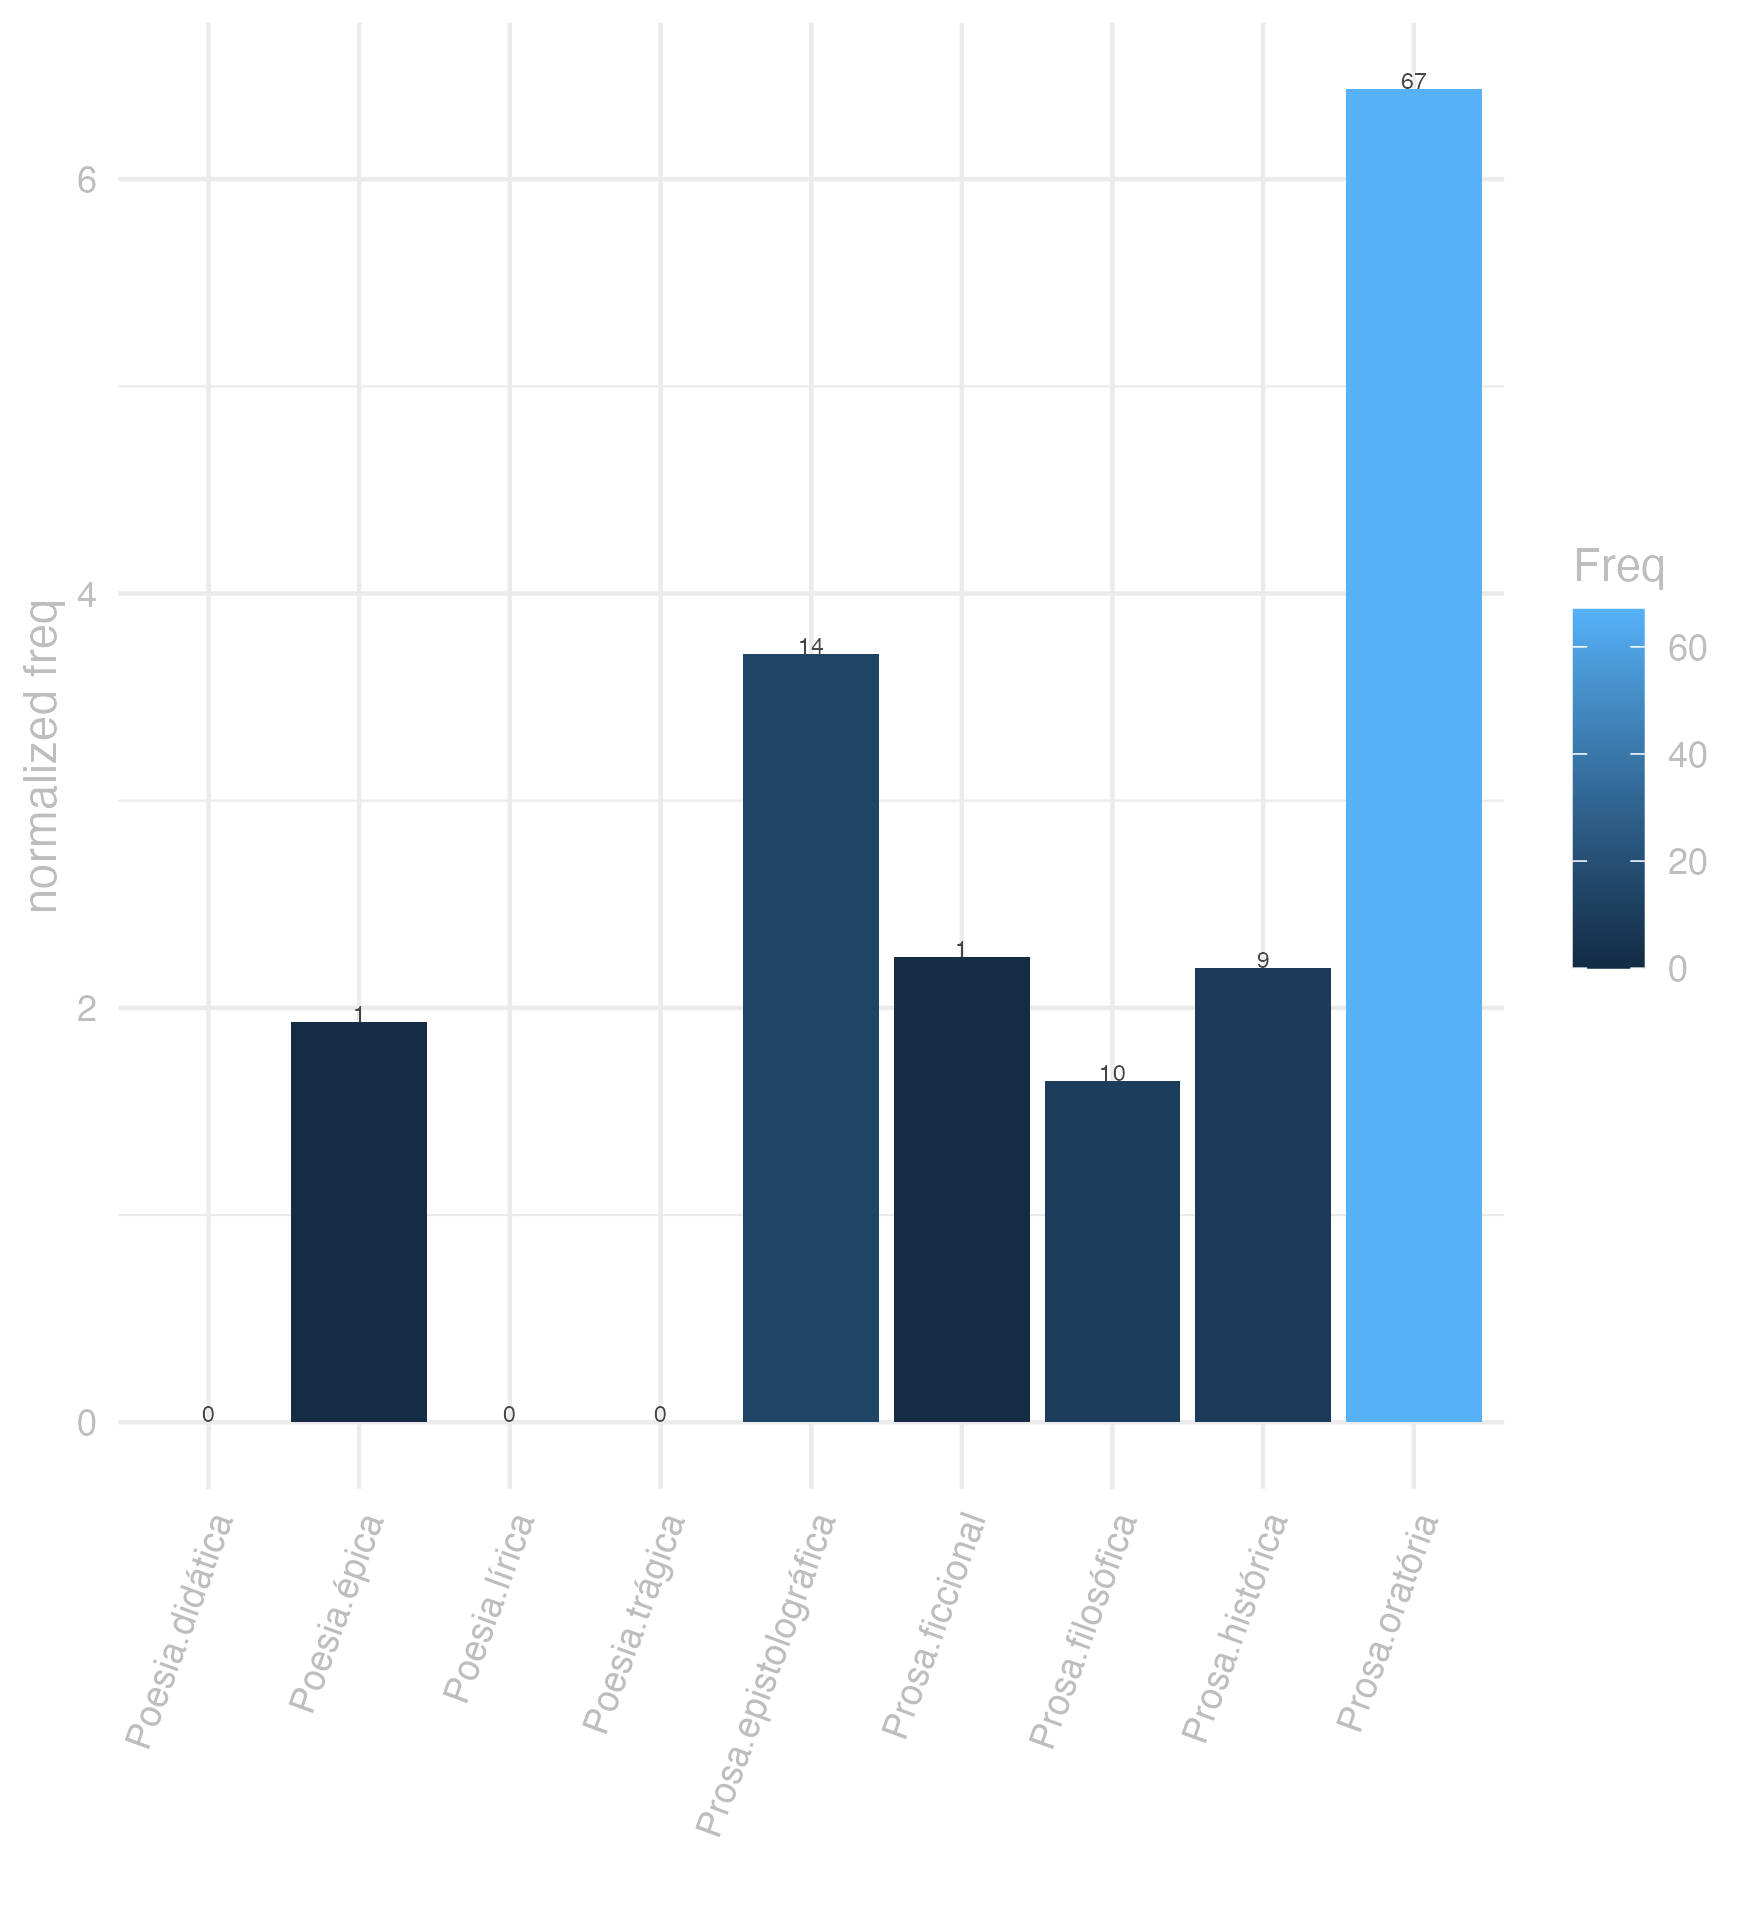 67
6
Freq
60
4
normalized freq
14
40
20
1
9
0
2
1
10
0
0
0
0
Poesia.didática
Poesia.épica
Poesia.lírica
Poesia.trágica
Prosa.epistolográfica
Prosa.ficcional
Prosa.filosófica
Prosa.histórica
Prosa.oratória